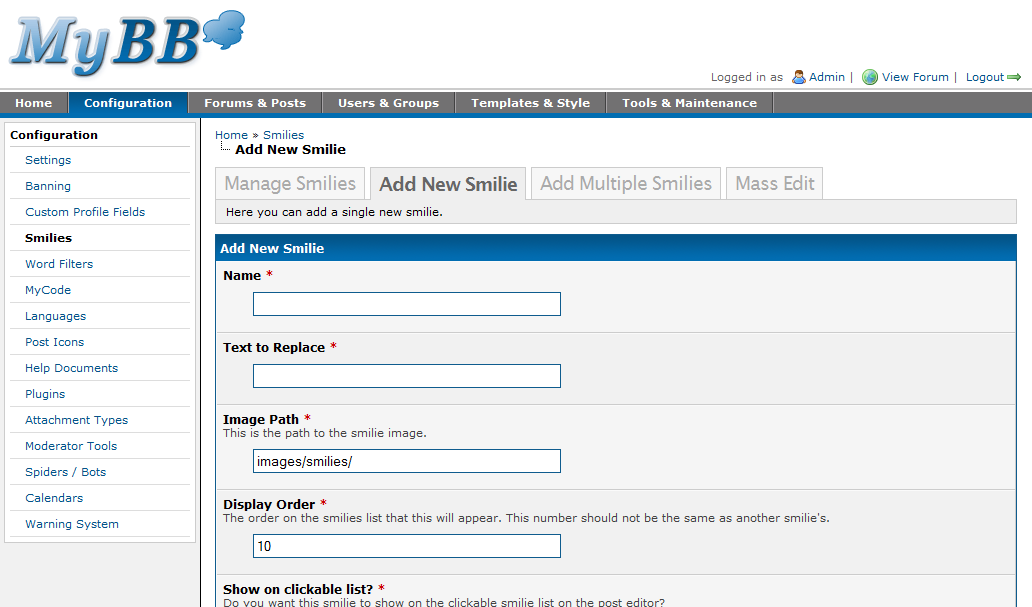 MyBB
Logged in as Admin | View Forum | Logout
Home Configuration Forums & Posts Users & Groups Templates & Style Tools & Maintenance
Configuration
Settings
Banning
Custom Profile Fields
Smilies
Word Filters
MyCode
Languages
Post Icons
Help Documents
Plugins
Attachment Types
Moderator Tools
Spiders / Bots
Calendars
Warning System
Home » Smilies
Add New Smilie
Manage Smilies Add New Smilie Add Multiple Smilies Mass Edit
Here you can add a single new smilie.
Add New Smilie
Name *
Text to Replace *
Image Path *
This is the path to the smilie image.
images/smilies/
Display Order *
The order on the smilies list that this will appear. This number should not be the same as another smilie's.
10
Show on clickable list? *
Do you want this smilie to show on the clickable smilie list on the post editor?